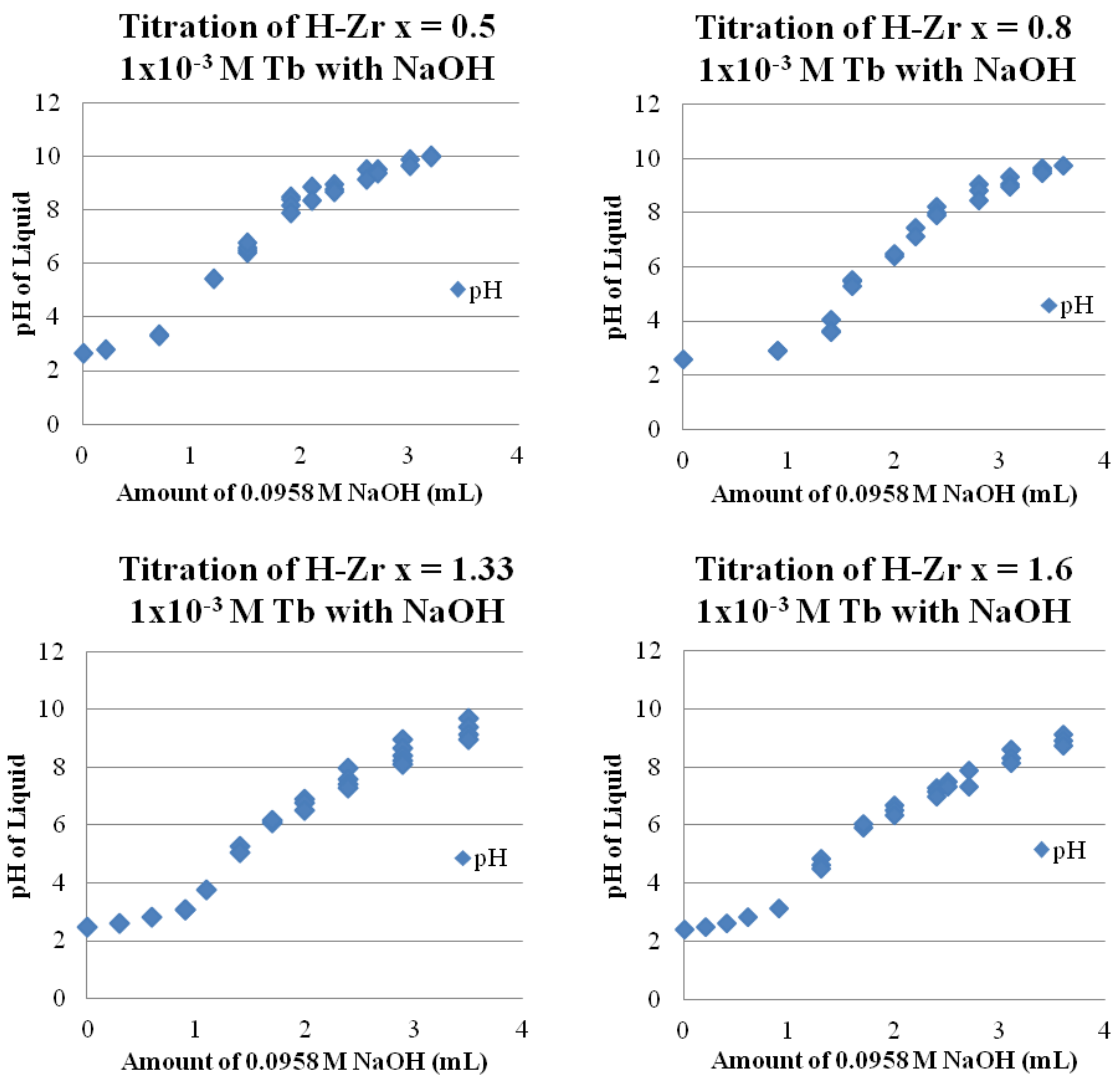 Titration of H-Zr x = 0.5
1x10⁻³ M Tb with NaOH
12
10
8
6
4
2
0
pH of Liquid
pH
0 1 2 3 4
Amount of 0.0958 M NaOH (mL)
Titration of H-Zr x = 0.8
1x10⁻³ M Tb with NaOH
12
10
8
6
4
2
0
pH of Liquid
pH
0 1 2 3 4
Amount of 0.0958 M NaOH (mL)
Titration of H-Zr x = 1.33
1x10⁻³ M Tb with NaOH
12
10
8
6
4
2
0
pH of Liquid
pH
0 1 2 3 4
Amount of 0.0958 M NaOH (mL)
Titration of H-Zr x = 1.6
1x10⁻³ M Tb with NaOH
12
10
8
6
4
2
0
pH of Liquid
pH
0 1 2 3 4
Amount of 0.0958 M NaOH (mL)